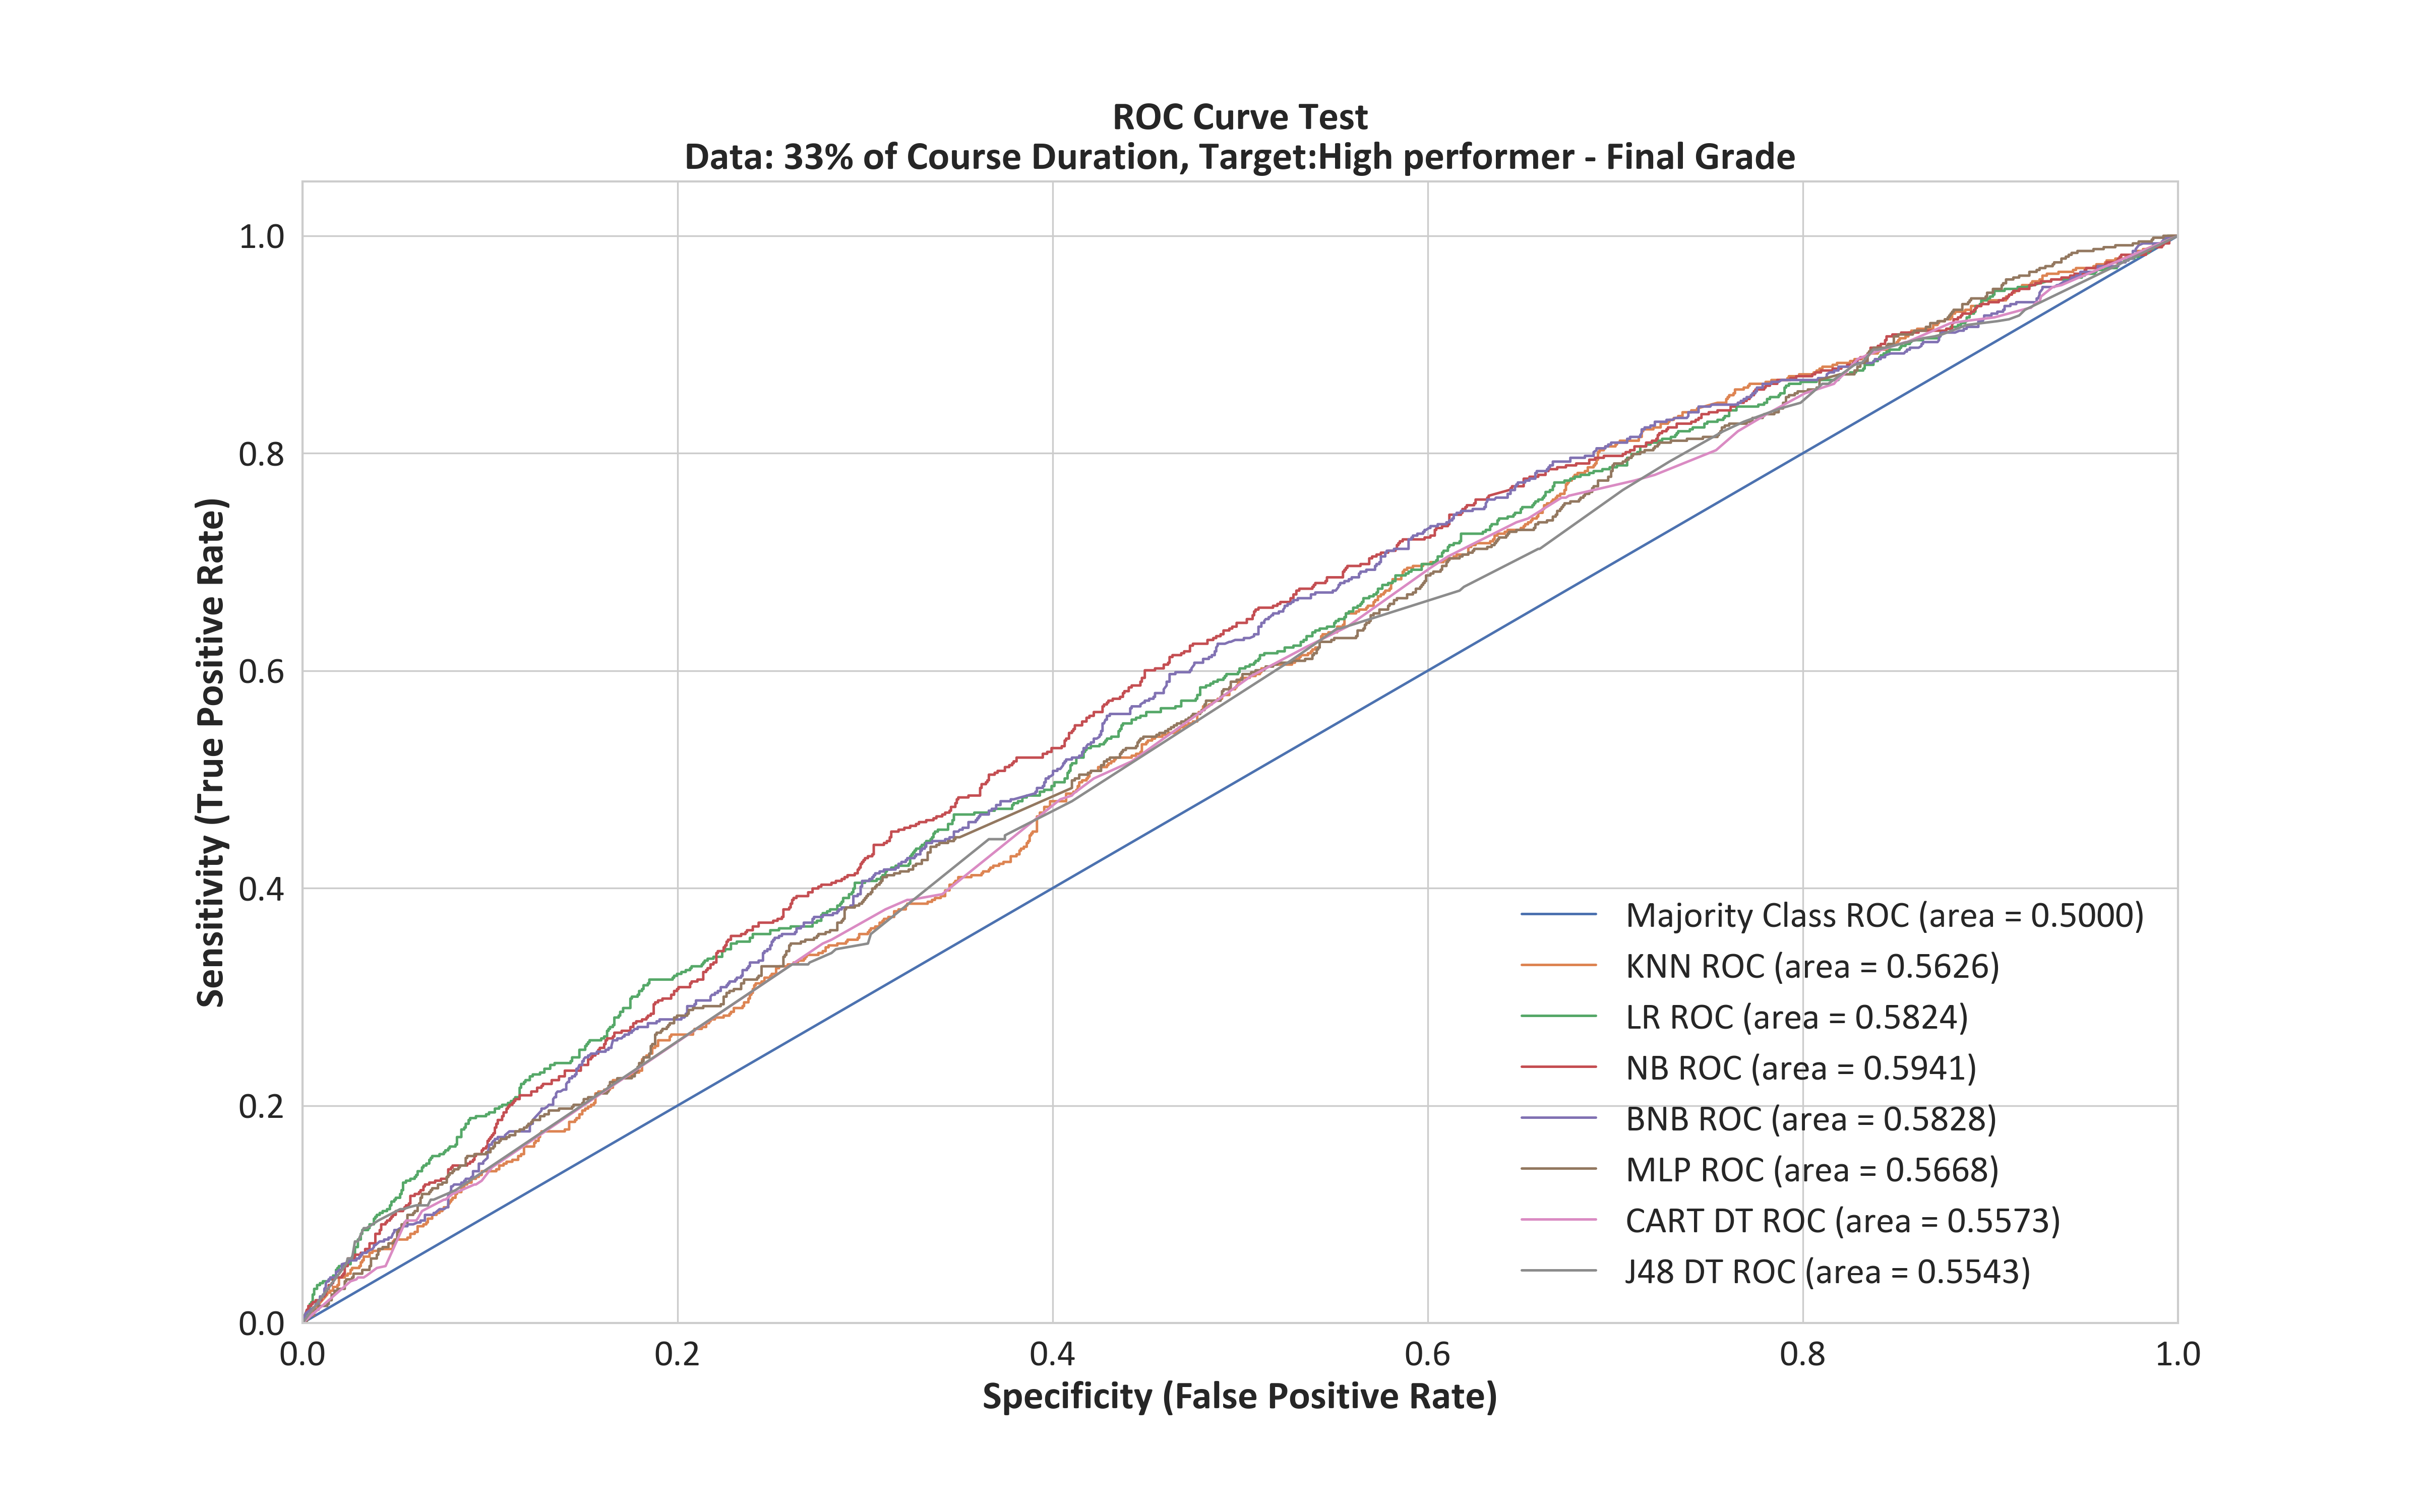 ROC Curve Test
Data: 33% of Course Duration, Target:High performer - Final Grade
Sensitivity (True Positive Rate)
1.0
0.8
0.6
0.4
0.2
0.0
0.0 0.2 0.4 0.6 0.8 1.0
Specificity (False Positive Rate)
Majority Class ROC (area = 0.5000)
KNN ROC (area = 0.5626)
LR ROC (area = 0.5824)
NB ROC (area = 0.5941)
BNB ROC (area = 0.5828)
MLP ROC (area = 0.5668)
CART DT ROC (area = 0.5573)
J48 DT ROC (area = 0.5543)